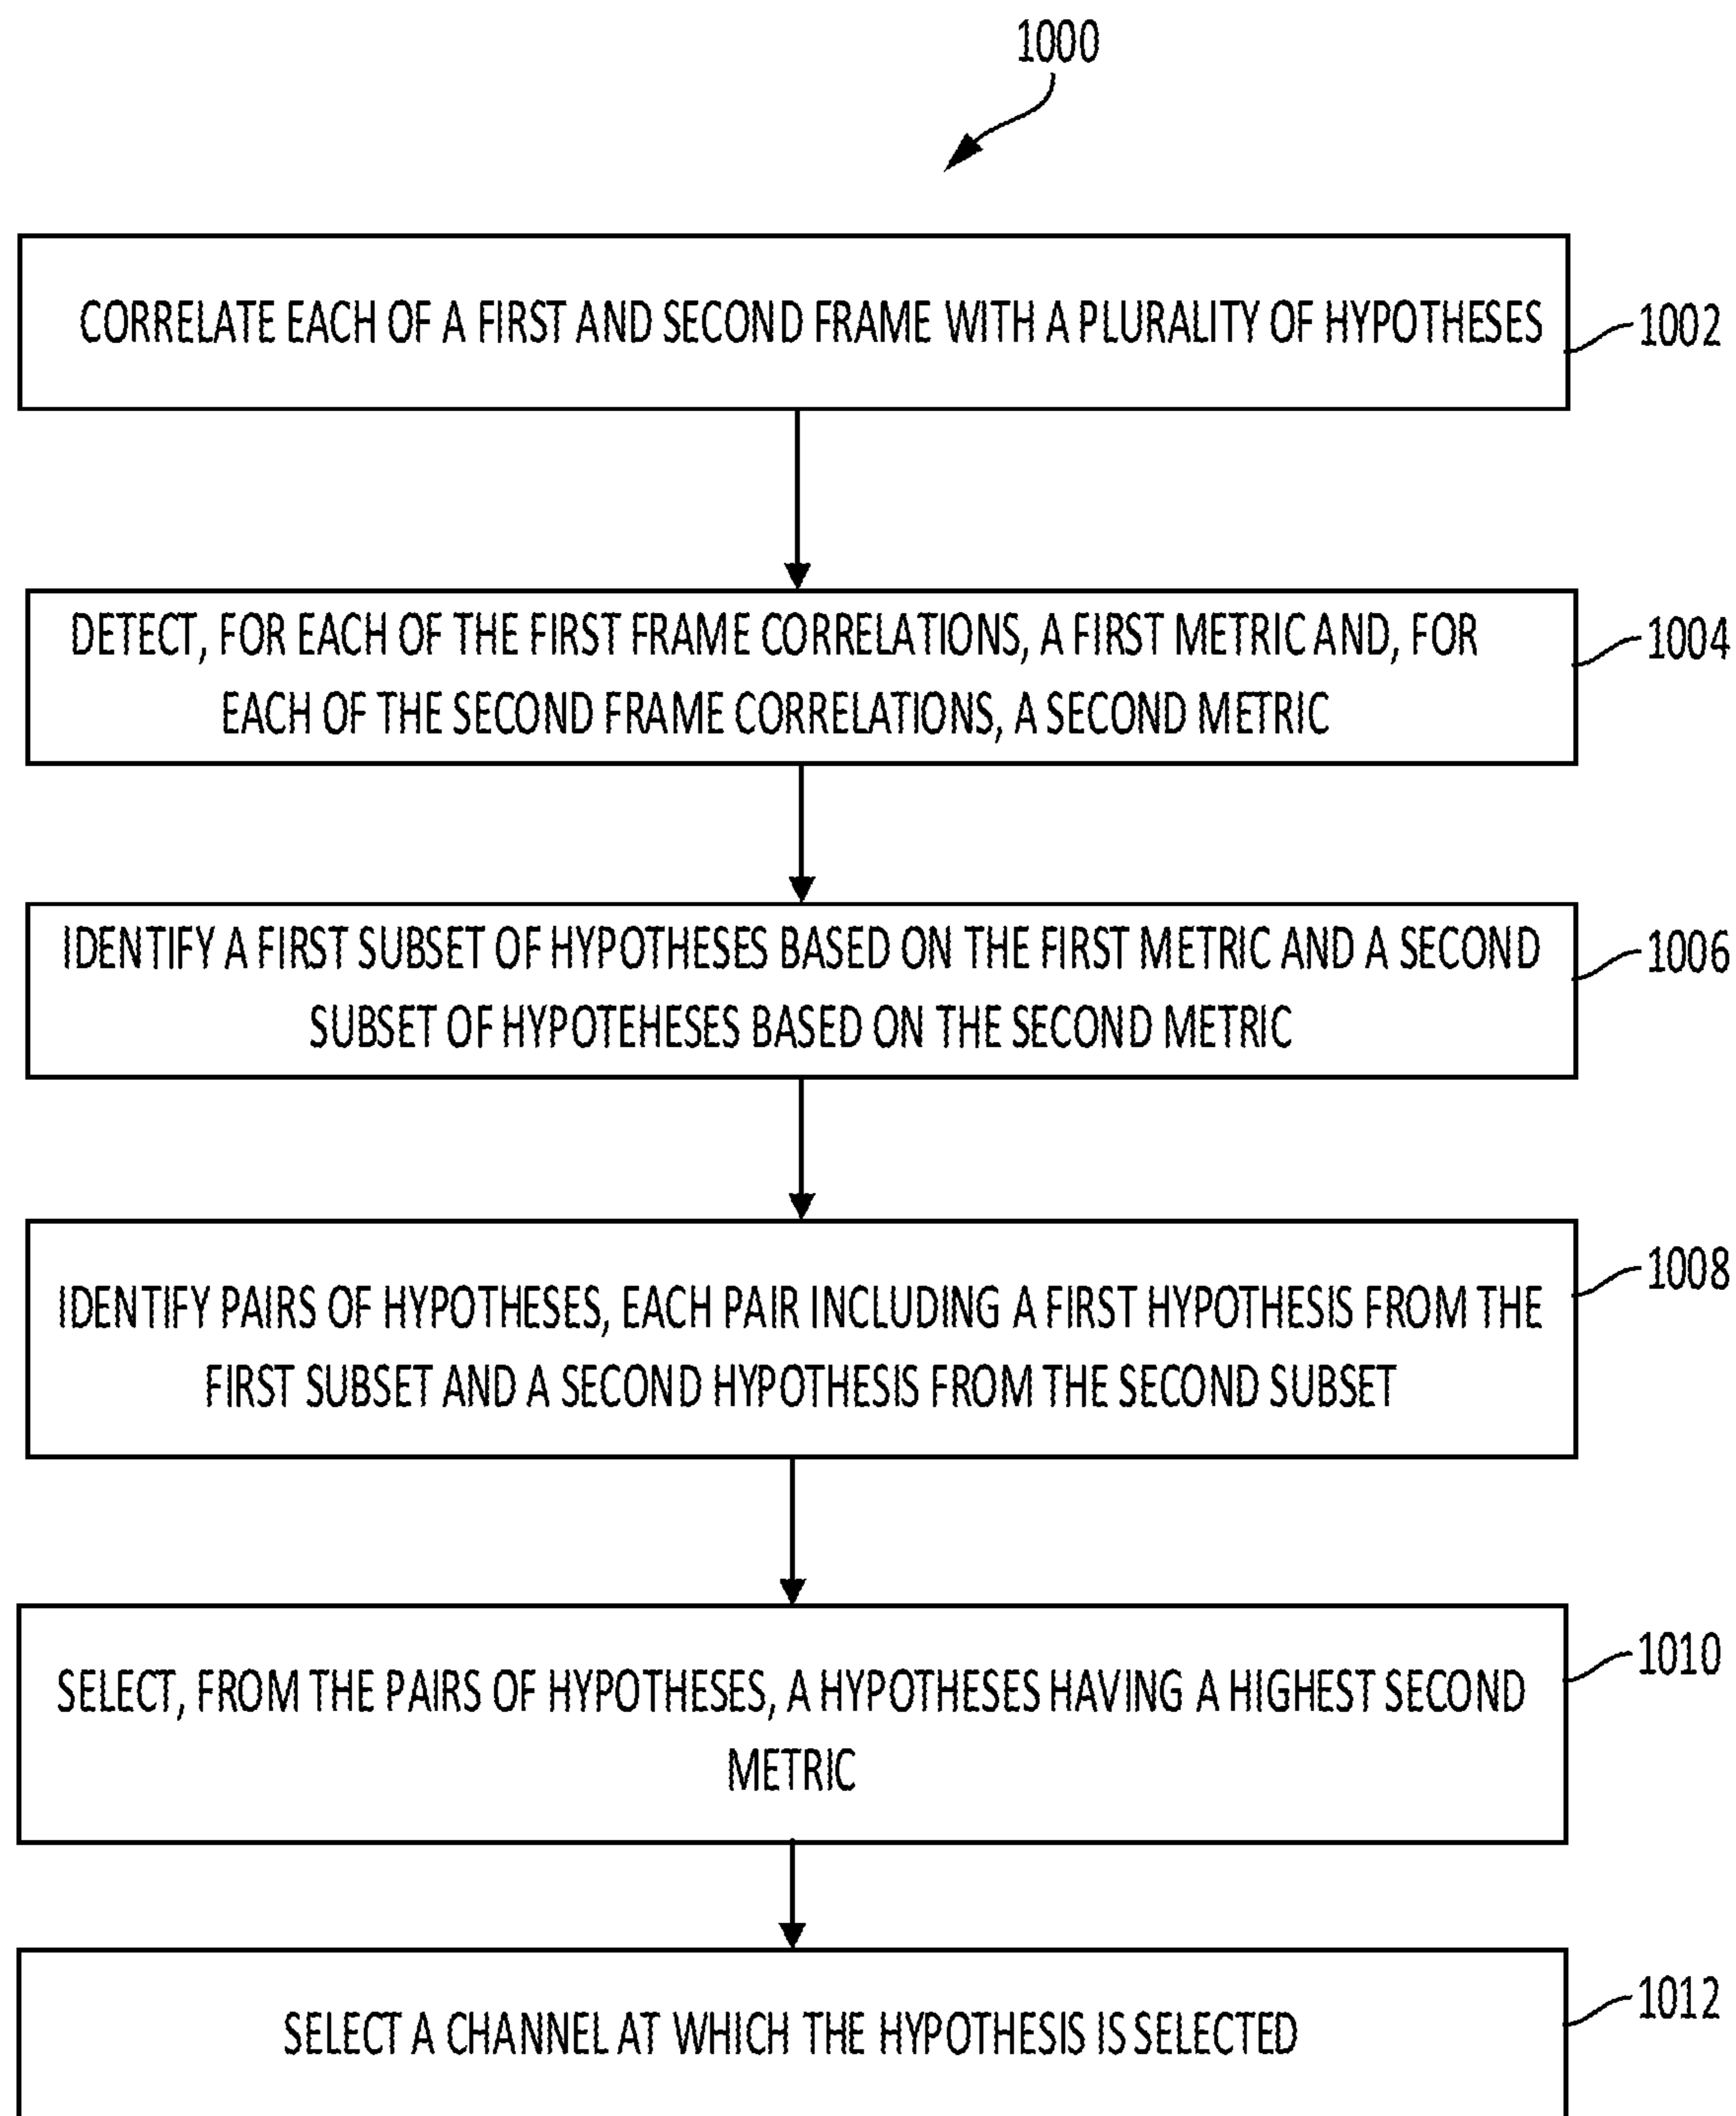 1000
CORRELATE EACH OF A FIRST AND SECOND FRAME WITH A PLURALITY OF HYPOTHESES
1002
DETECT, FOR EACH OF THE FIRST FRAME CORRELATIONS, A FIRST METRIC AND, FOR
EACH OF THE SECOND FRAME CORRELATIONS, A SECOND METRIC
1004
IDENTIFY A FIRST SUBSET OF HYPOTHESES BASED ON THE FIRST METRIC AND A SECOND
SUBSET OF HYPOTEHESES BASED ON THE SECOND METRIC
1006
IDENTIFY PAIRS OF HYPOTHESES, EACH PAIR INCLUDING A FIRST HYPOTHESIS FROM THE
FIRST SUBSET AND A SECOND HYPOTHESIS FROM THE SECOND SUBSET
1008
SELECT, FROM THE PAIRS OF HYPOTHESES, A HYPOTHESES HAVING A HIGHEST SECOND
METRIC
1010
SELECT A CHANNEL AT WHICH THE HYPOTHESIS IS SELECTED
1012